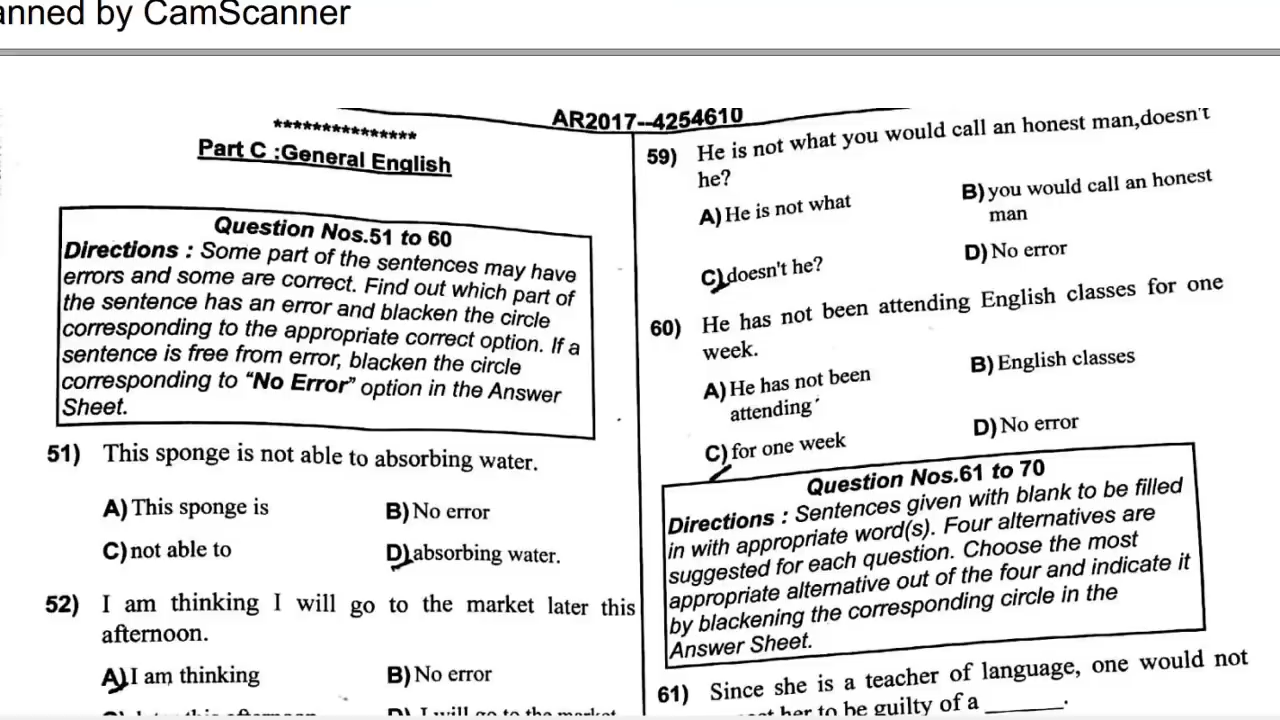 anned by CamScanner
AR2017--4254610
***************
Part C :General English
Question Nos.51 to 60
Directions : Some part of the sentences may have
errors and some are correct. Find out which part of
the sentence has an error and blacken the circle
corresponding to the appropriate correct option. If a
sentence is free from error, blacken the circle
corresponding to “No Error” option in the Answer
Sheet.
51) This sponge is not able to absorbing water.
A) This sponge is
B) No error
C) not able to
D) absorbing water.
52) I am thinking I will go to the market later this
afternoon.
A) I am thinking
B) No error
D) I will go to the market
59) He is not what you would call an honest man,doesn't
he?
A) He is not what
B) you would call an honest
man
C) doesn't he?
D) No error
60) He has not been attending English classes for one
week.
A) He has not been
attending
B) English classes
C) for one week
D) No error
Question Nos.61 to 70
Directions : Sentences given with blank to be filled
in with appropriate word(s). Four alternatives are
suggested for each question. Choose the most
appropriate alternative out of the four and indicate it
by blackening the corresponding circle in the
Answer Sheet.
61) Since she is a teacher of language, one would not
her to be guilty of a ______.